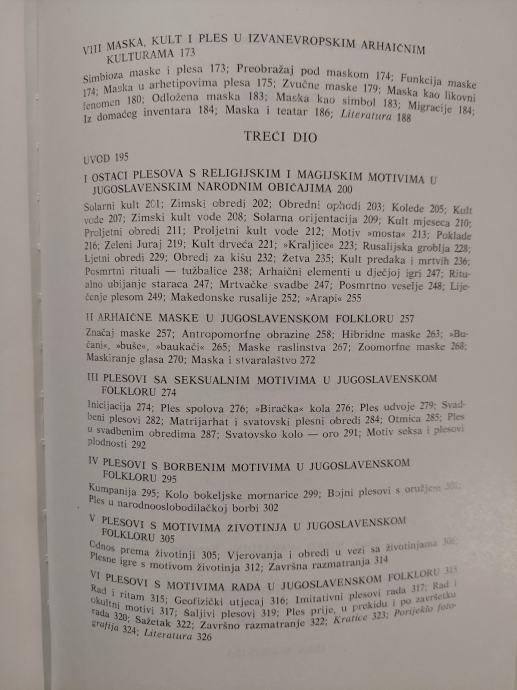 VIII MASKA, KULT I PLES U IZVANEVROPSKIM ARHAIČNIM
KULTURAMA 173
Simbioza maske i plesa 173; Preobražaj pod maskom 174; Funkcija maske
174; Maska u arhetipovima plesa 175; Zvučne maske 179; Maska kao likovni
fenomen 180; Odložena maska 183; Maska kao simbol 183; Migracije 184;
Iz domaćeg inventara 184; Maska i teatar 186; Literatura 188
TREĆI DIO
UVOD 195
I OSTACI PLESOVA S RELIGIJSKIM I MAGIJSKIM MOTIVIMA U
JUGOSLAVENSKIM NARODNIM OBIČAJIMA 200
Solarni kult 201; Zimski obredi 202; Obredni ophodi 203; Kolede 205; Kult
vode 207; Zimski kult vode 208; Solarna orijentacija 209; Kult mjeseca 210;
Proljetni obredi 211; Proljetni kult vode 212; Motiv »mosta« 213; Poklade
216; Zeleni Juraj 219; Kult drveća 221; »Kraljice« 223; Rusalijska groblja 228;
Ljetni obredi 229; Obredi za kišu 232; Žetva 235; Kult predaka i mrtvih 236;
Posmrtni rituali — tužbalice 238; Arhaični elementi u dječjoj igri 247; Ritu-
alno ubijanje staraca 247; Mrtvačke svadbe 247; Posmrtno veselje 248; Lije-
čenje plesom 249; Makedonske rusalije 252; »Arapi« 255
II ARHAIČNE MASKE U JUGOSLAVENSKOM FOLKLORU 257
Značaj maske 257; Antropomorfne obrazine 258; Hibridne maske 263; »Bu-
čani«, »buše«, »baukači« 265; Maske raslinstva 267; Zoomorfne maske 268;
Maskiranje glasa 270; Maska i stvaralaštvo 272
III PLESOVI SA SEKSUALNIM MOTIVIMA U JUGOSLAVENSKOM
FOLKLORU 274
Inicijacija 274; Ples spolova 276; »Biračka« kola 276; Ples udvoje 279; Svad-
beni plesovi 282; Matrijarhat i svatovski plesni obredi 284; Otmica 285; Ples
u svadbenim obredima 287; Svatovsko kolo — oro 291; Motiv seksa i plesovi
plodnosti 292
IV PLESOVI S BORBENIM MOTIVIMA U JUGOSLAVENSKOM
FOLKLORU 295
Kumpanija 295; Kolo bokeljske mornarice 299; Bojni plesovi s oružjem
Ples u narodnooslobodilačkoj borbi 302
V PLESOVI S MOTIVIMA ŽIVOTINJA U JUGOSLAVENSKOM
FOLKLORU 305
Odnos prema životinji 305; Vjerovanja i obredi u vezi sa životinjama 306;
Plesne igre s motivom životinja 312; Završna razmatranja 314
VI PLESOVI S MOTIVIMA RADA U JUGOSLAVENSKOM FOLKLORU 315
Rad i ritam 315; Geofizički utjecaj 316; Imitativni plesovi rada 317; Rad i
okultni motivi 317; Šaljivi plesovi 319; Ples prije, u prekidu i po završetku
rada 320; Sažetak 322; Završno razmatranje 322; Kratice 323; Porijeklo foto-
grafija 324; Literatura 326